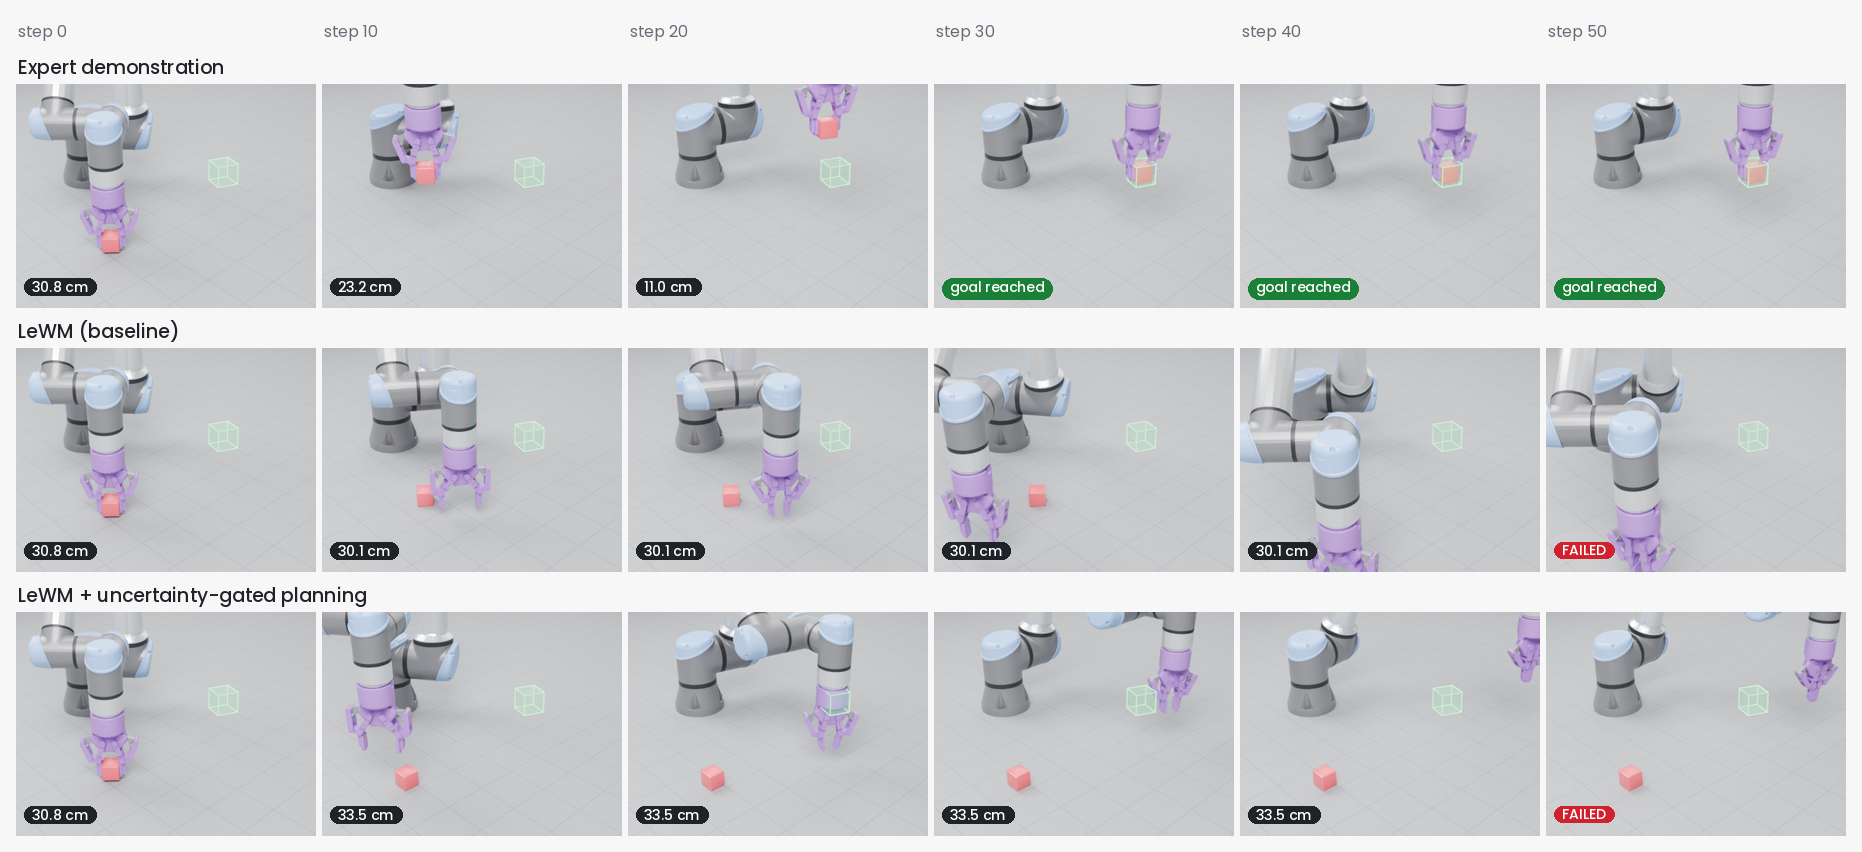 step 0
step 10
step 20
step 30
step 40
step 50
Expert demonstration
30.8 cm
23.2 cm
11.0 cm
goal reached
goal reached
goal reached
LeWM (baseline)
30.8 cm
30.1 cm
30.1 cm
30.1 cm
30.1 cm
FAILED
LeWM + uncertainty-gated planning
30.8 cm
33.5 cm
33.5 cm
33.5 cm
33.5 cm
FAILED